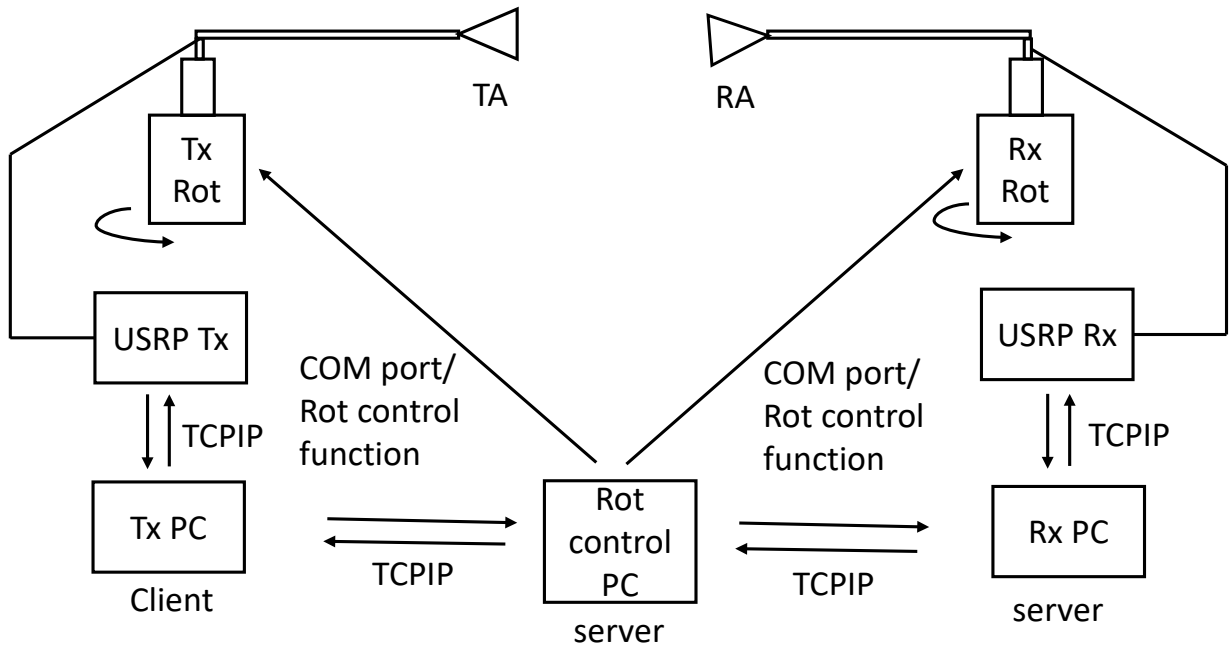 TA
RA
Tx
Rot
Rx
Rot
USRP Tx
USRP Rx
COM port/
Rot control
function
COM port/
Rot control
function
TCPIP
TCPIP
Tx PC
Rot
control
PC
Rx PC
TCPIP
TCPIP
Client
server
server